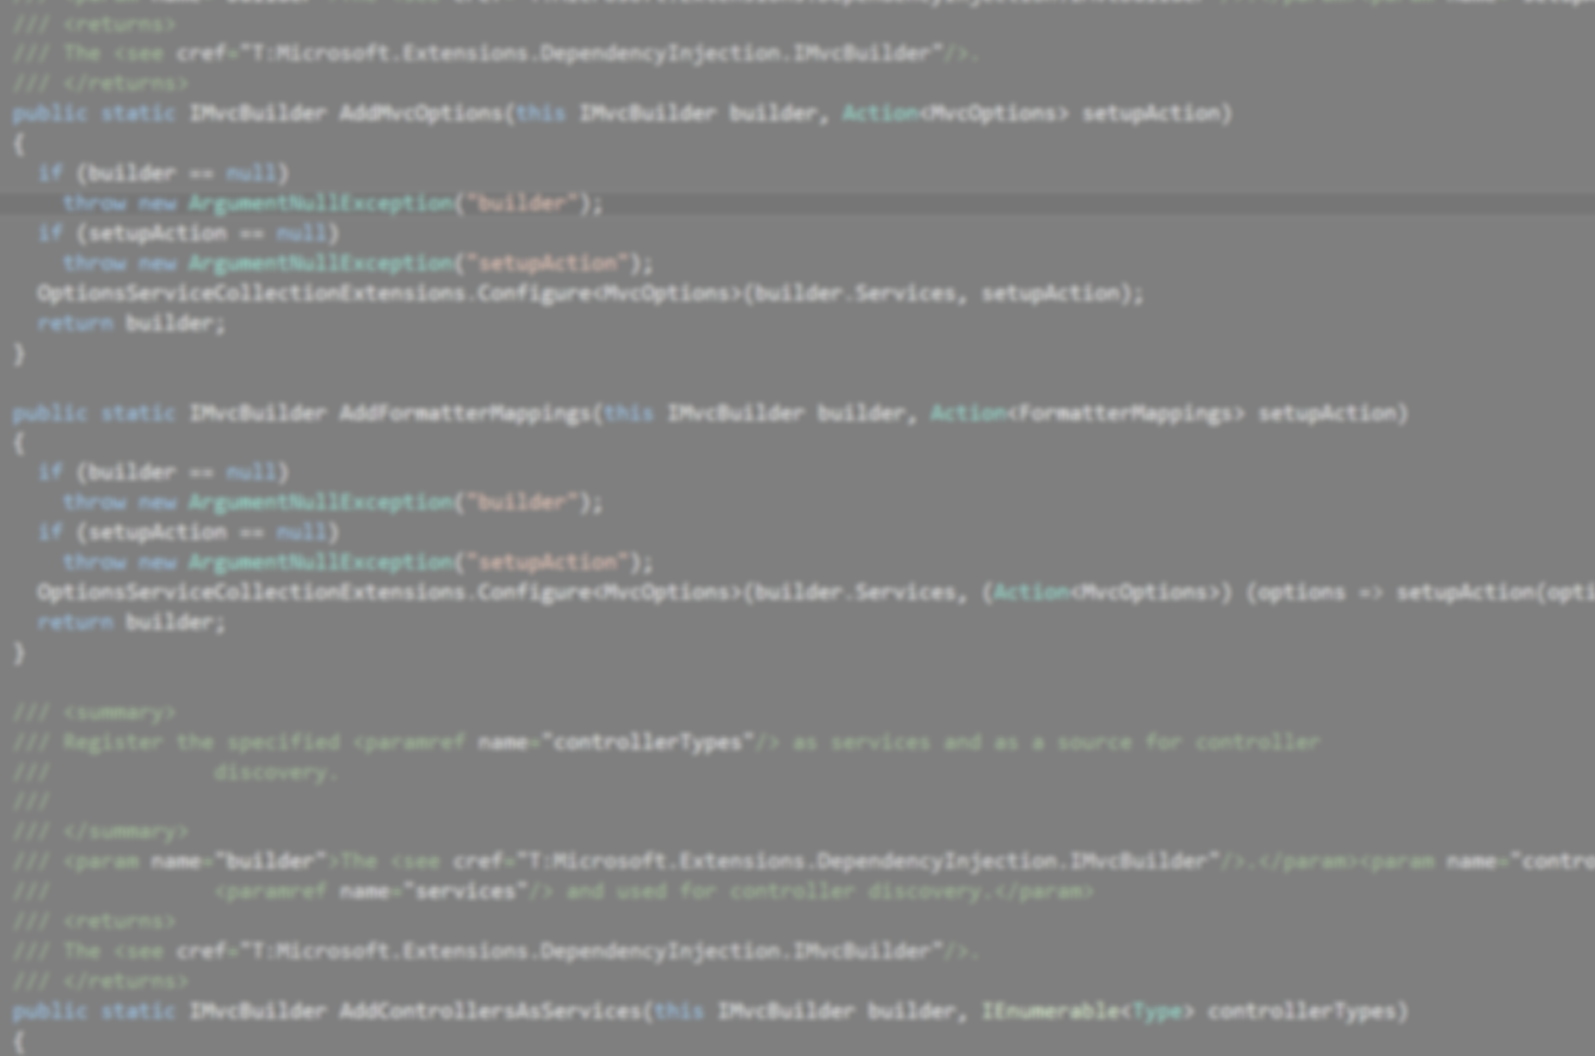 /// <returns>
/// The <see cref="T:Microsoft.Extensions.DependencyInjection.IMvcBuilder"/>.
/// </returns>
public static IMvcBuilder AddMvcOptions(this IMvcBuilder builder, Action<MvcOptions> setupAction)
{
  if (builder == null)
    throw new ArgumentNullException("builder");
  if (setupAction == null)
    throw new ArgumentNullException("setupAction");
  OptionsServiceCollectionExtensions.Configure<MvcOptions>(builder.Services, setupAction);
  return builder;
}

public static IMvcBuilder AddFormatterMappings(this IMvcBuilder builder, Action<FormatterMappings> setupAction)
{
  if (builder == null)
    throw new ArgumentNullException("builder");
  if (setupAction == null)
    throw new ArgumentNullException("setupAction");
  OptionsServiceCollectionExtensions.Configure<MvcOptions>(builder.Services, (Action<MvcOptions>) (options => setupAction(opti
  return builder;
}

/// <summary>
/// Register the specified <paramref name="controllerTypes"/> as services and as a source for controller
///             discovery.
///
/// </summary>
/// <param name="builder">The <see cref="T:Microsoft.Extensions.DependencyInjection.IMvcBuilder"/>.</param><param name="contro
///             <paramref name="services"/> and used for controller discovery.</param>
/// <returns>
/// The <see cref="T:Microsoft.Extensions.DependencyInjection.IMvcBuilder"/>.
/// </returns>
public static IMvcBuilder AddControllersAsServices(this IMvcBuilder builder, IEnumerable<Type> controllerTypes)
{